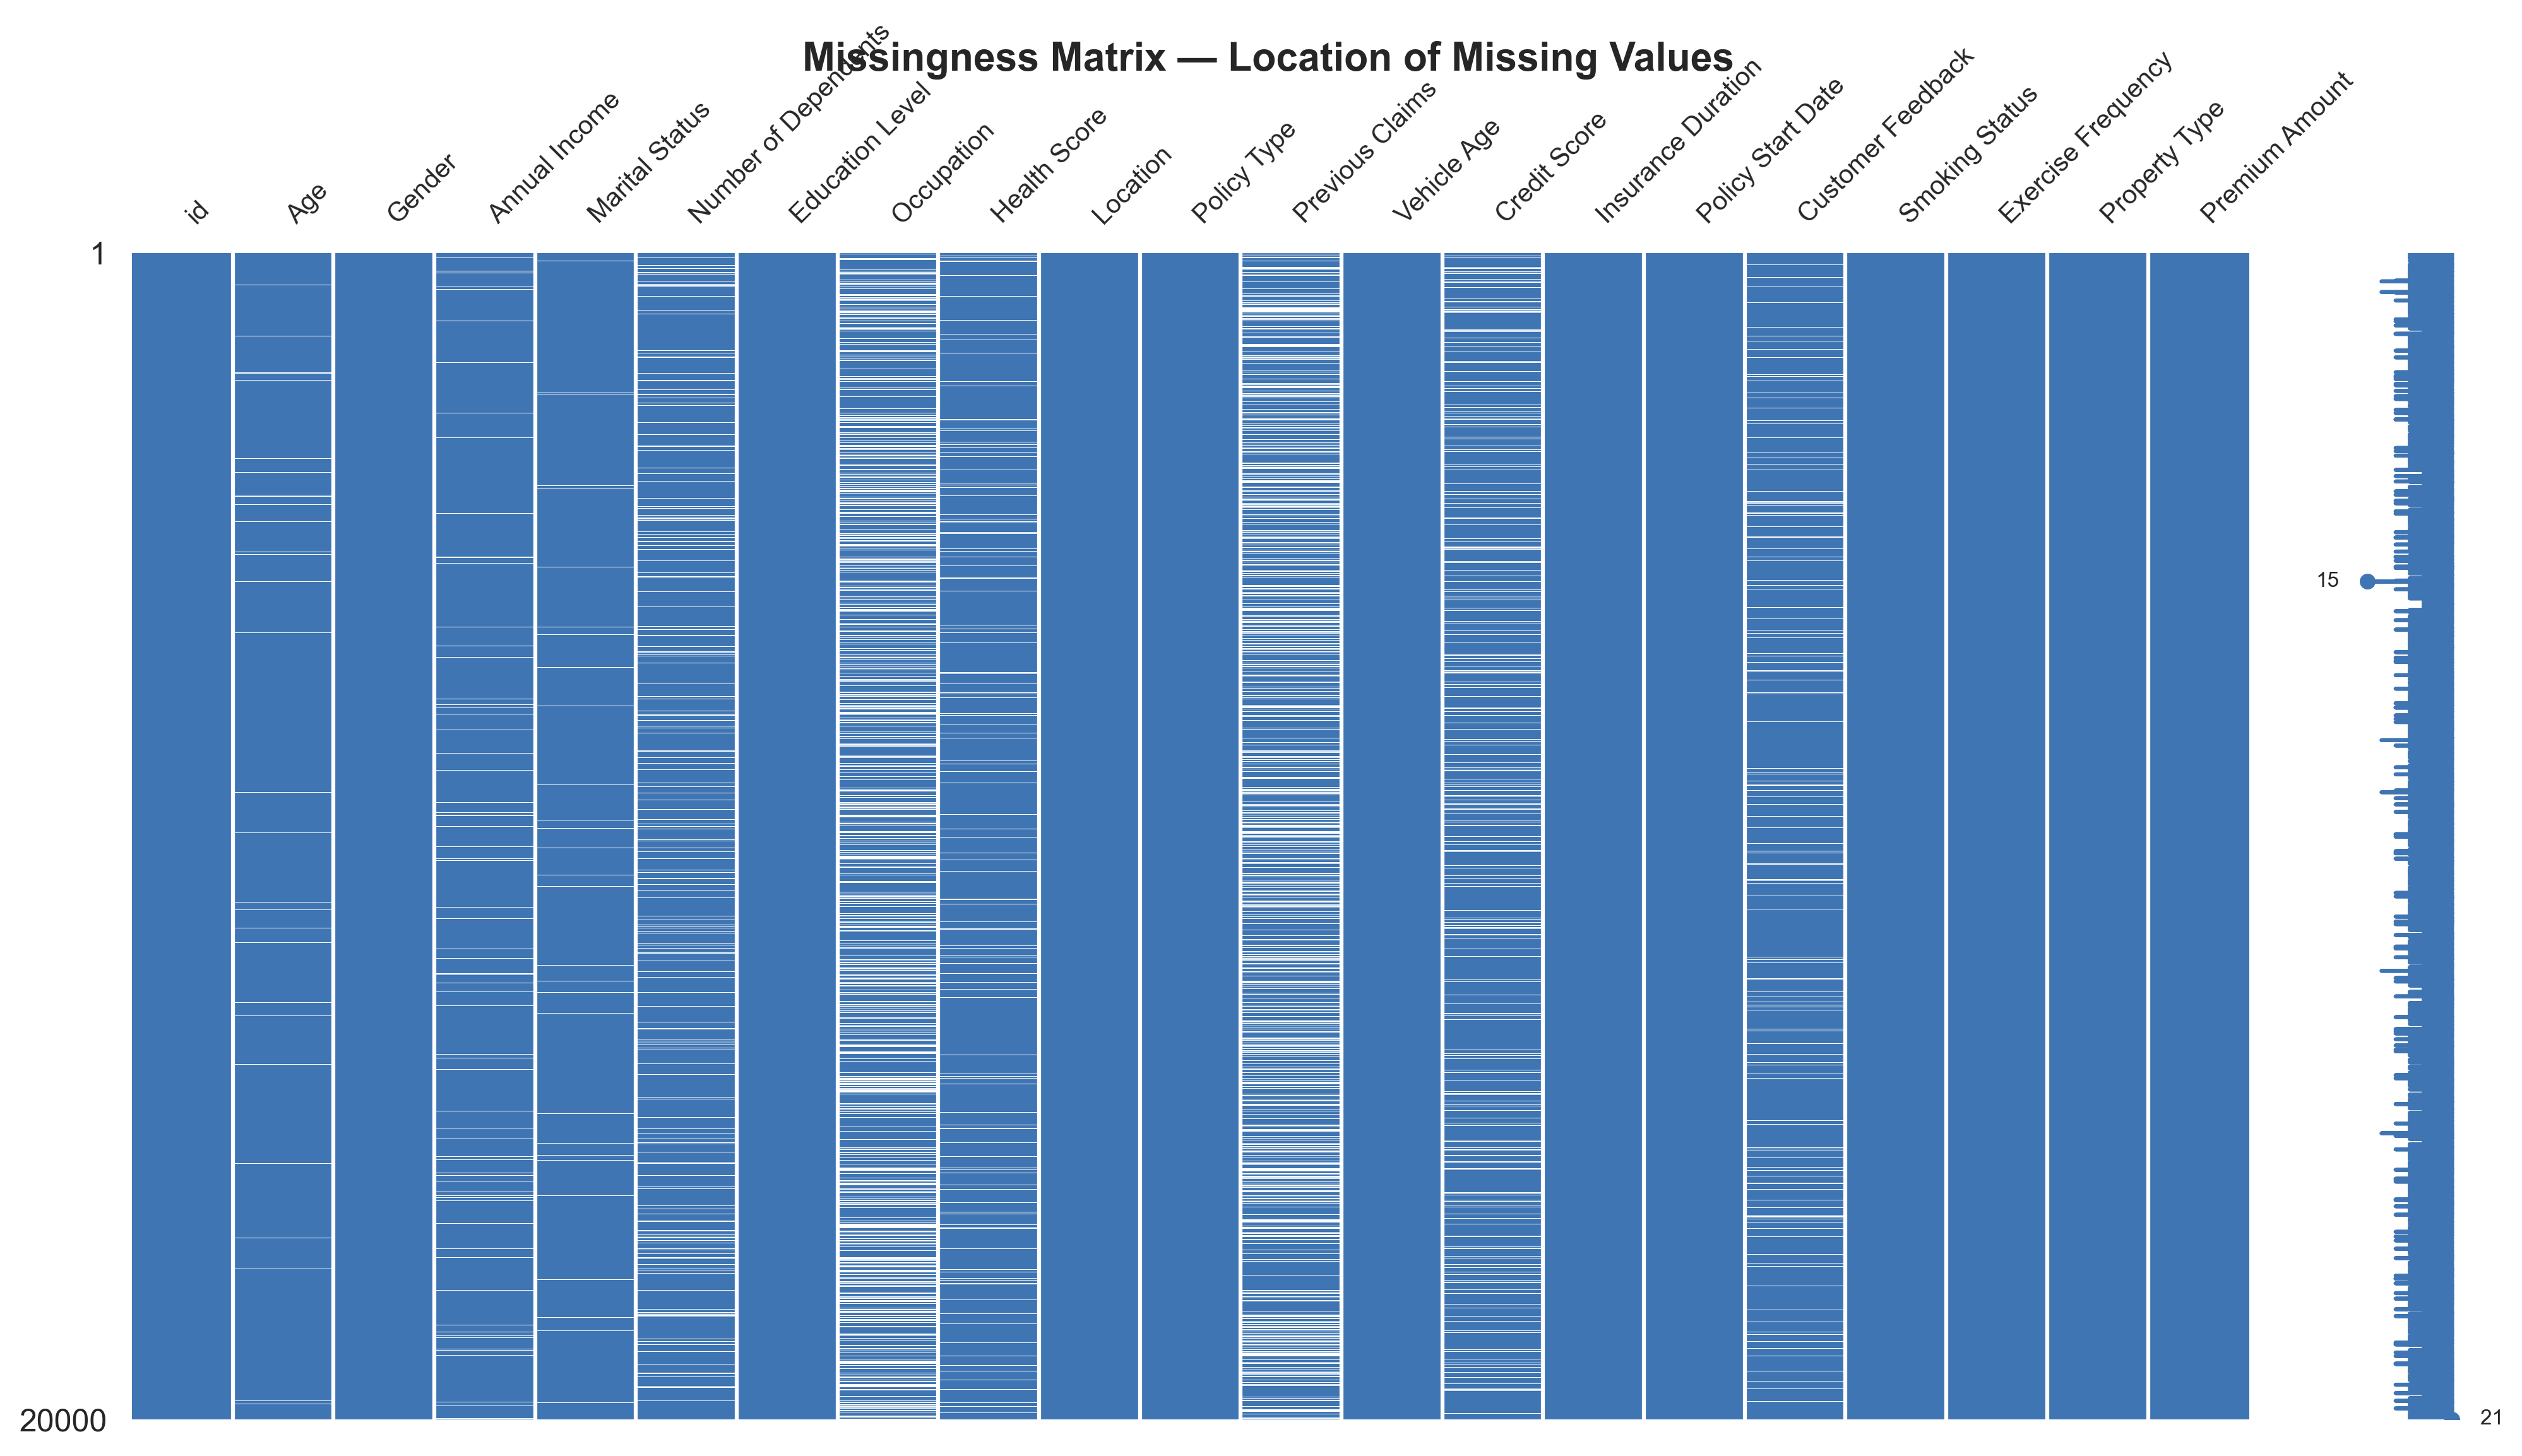 Missingness Matrix — Location of Missing Values
id
Age
Gender
Annual Income
Marital Status
Number of Dependents
Education Level
Occupation
Health Score
Location
Policy Type
Previous Claims
Vehicle Age
Credit Score
Insurance Duration
Policy Start Date
Customer Feedback
Smoking Status
Exercise Frequency
Property Type
Premium Amount
1
15
20000
21